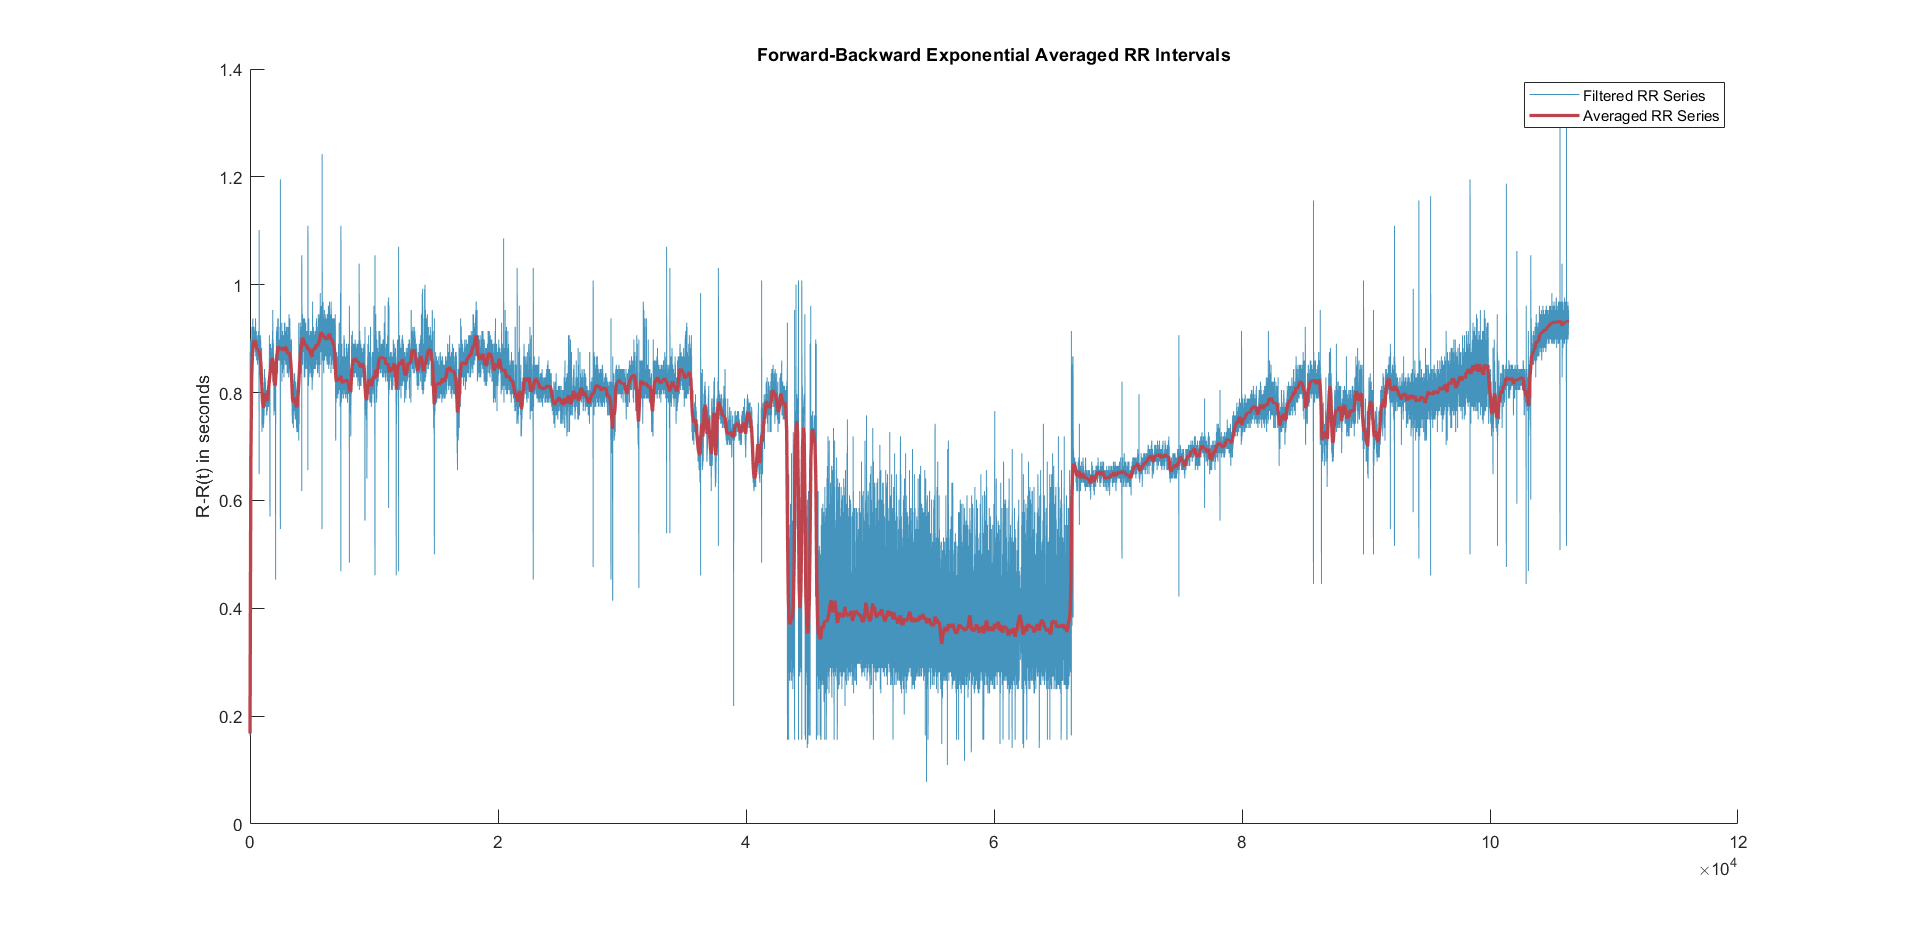 Forward-Backward Exponential Averaged RR Intervals
1.4
1.2
1
0.8
0.6
0.4
0.2
0
R-R(t) in seconds
Filtered RR Series
Averaged RR Series
0 2 4 6 8 10 12
×10⁴